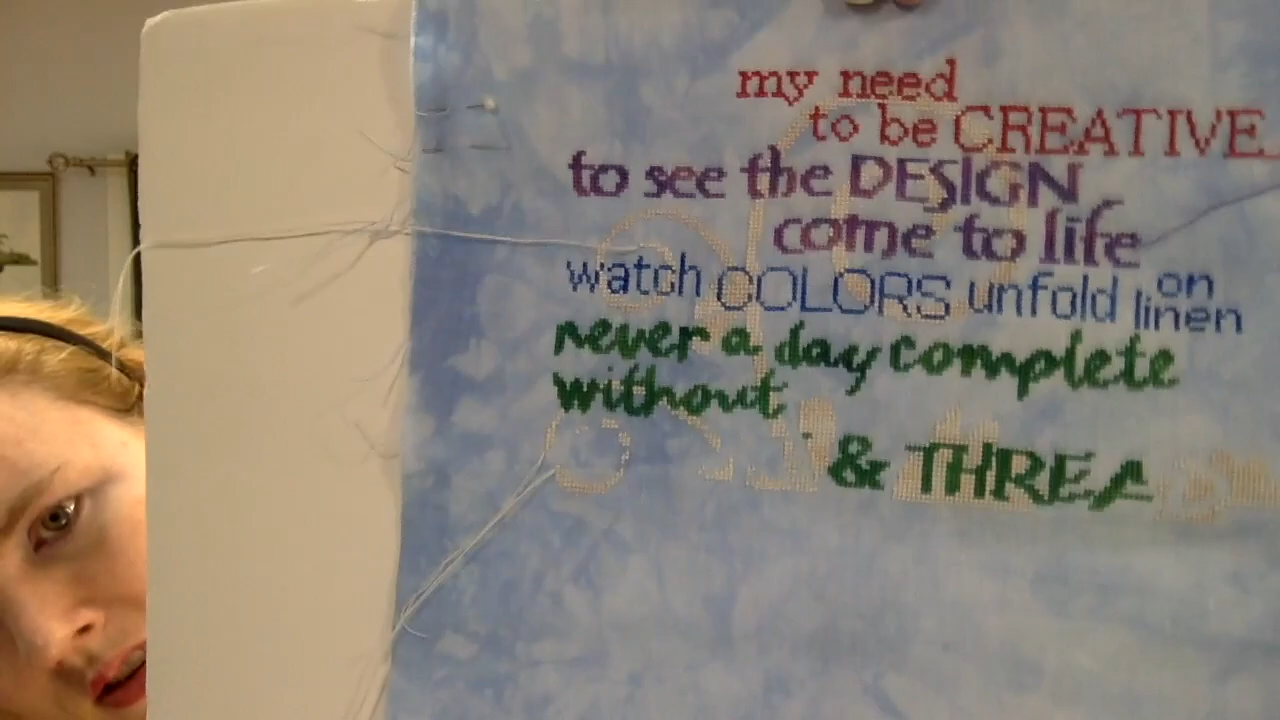 my need
to be CREATIVE
to see the DESIGN
come to life
watch COLORS unfold on linen
never a day complete
without
& THREA